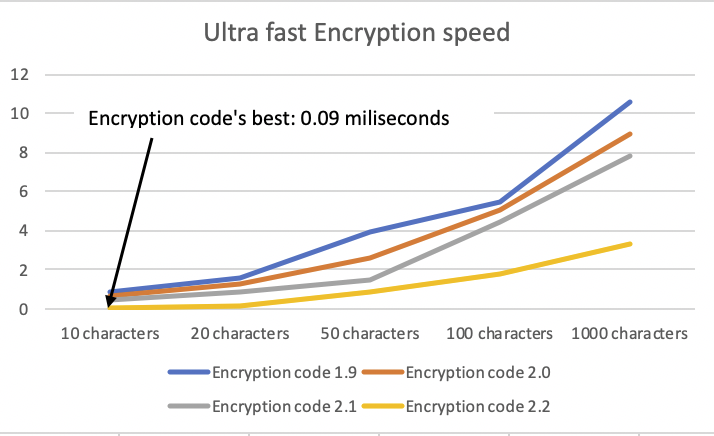 Ultra fast Encryption speed
12
Encryption code's best: 0.09 miliseconds
10
8
6
4
2
0
10 characters 20 characters 50 characters 100 characters 1000 characters
Encryption code 1.9 Encryption code 2.0
Encryption code 2.1 Encryption code 2.2